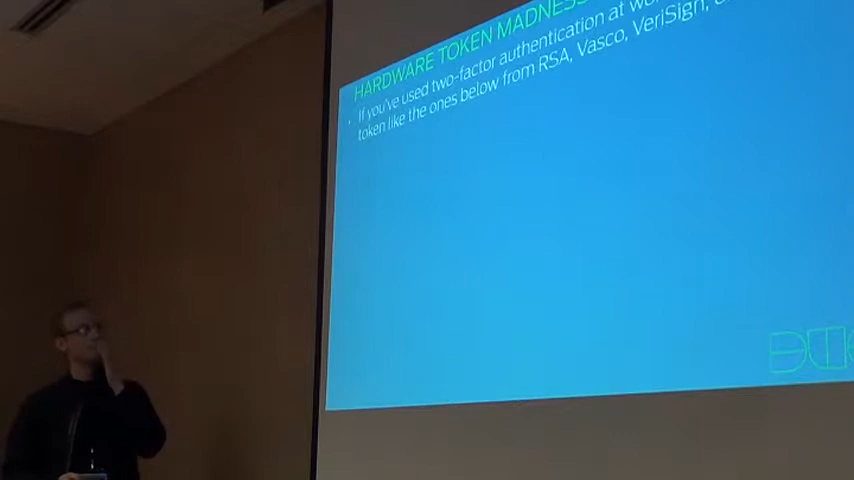 HARDWARE TOKEN MADNESS
• If you've used two-factor authentication at
token like the ones below from RSA, Vasco, VeriSign,